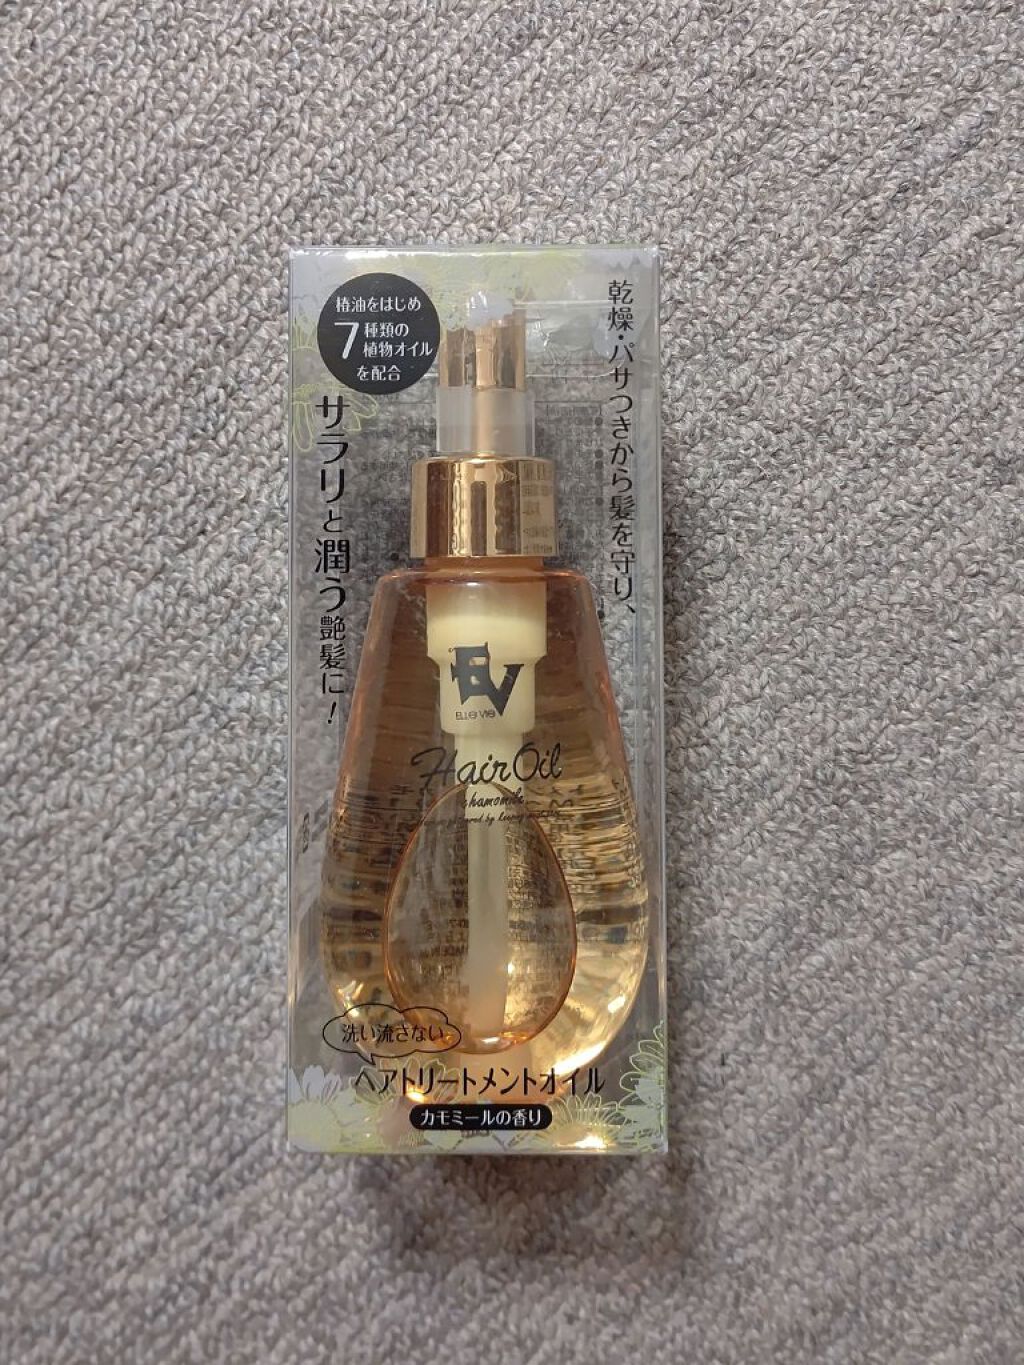 椿油をはじめ
7種類の
植物オイル
を配合
乾燥・パサつきから髪を守り、
サラリと潤う艶髪に！
EV
ELLe vie
Hair Oil
chamomile
洗い流さない
ヘアトリートメントオイル
カモミールの香り